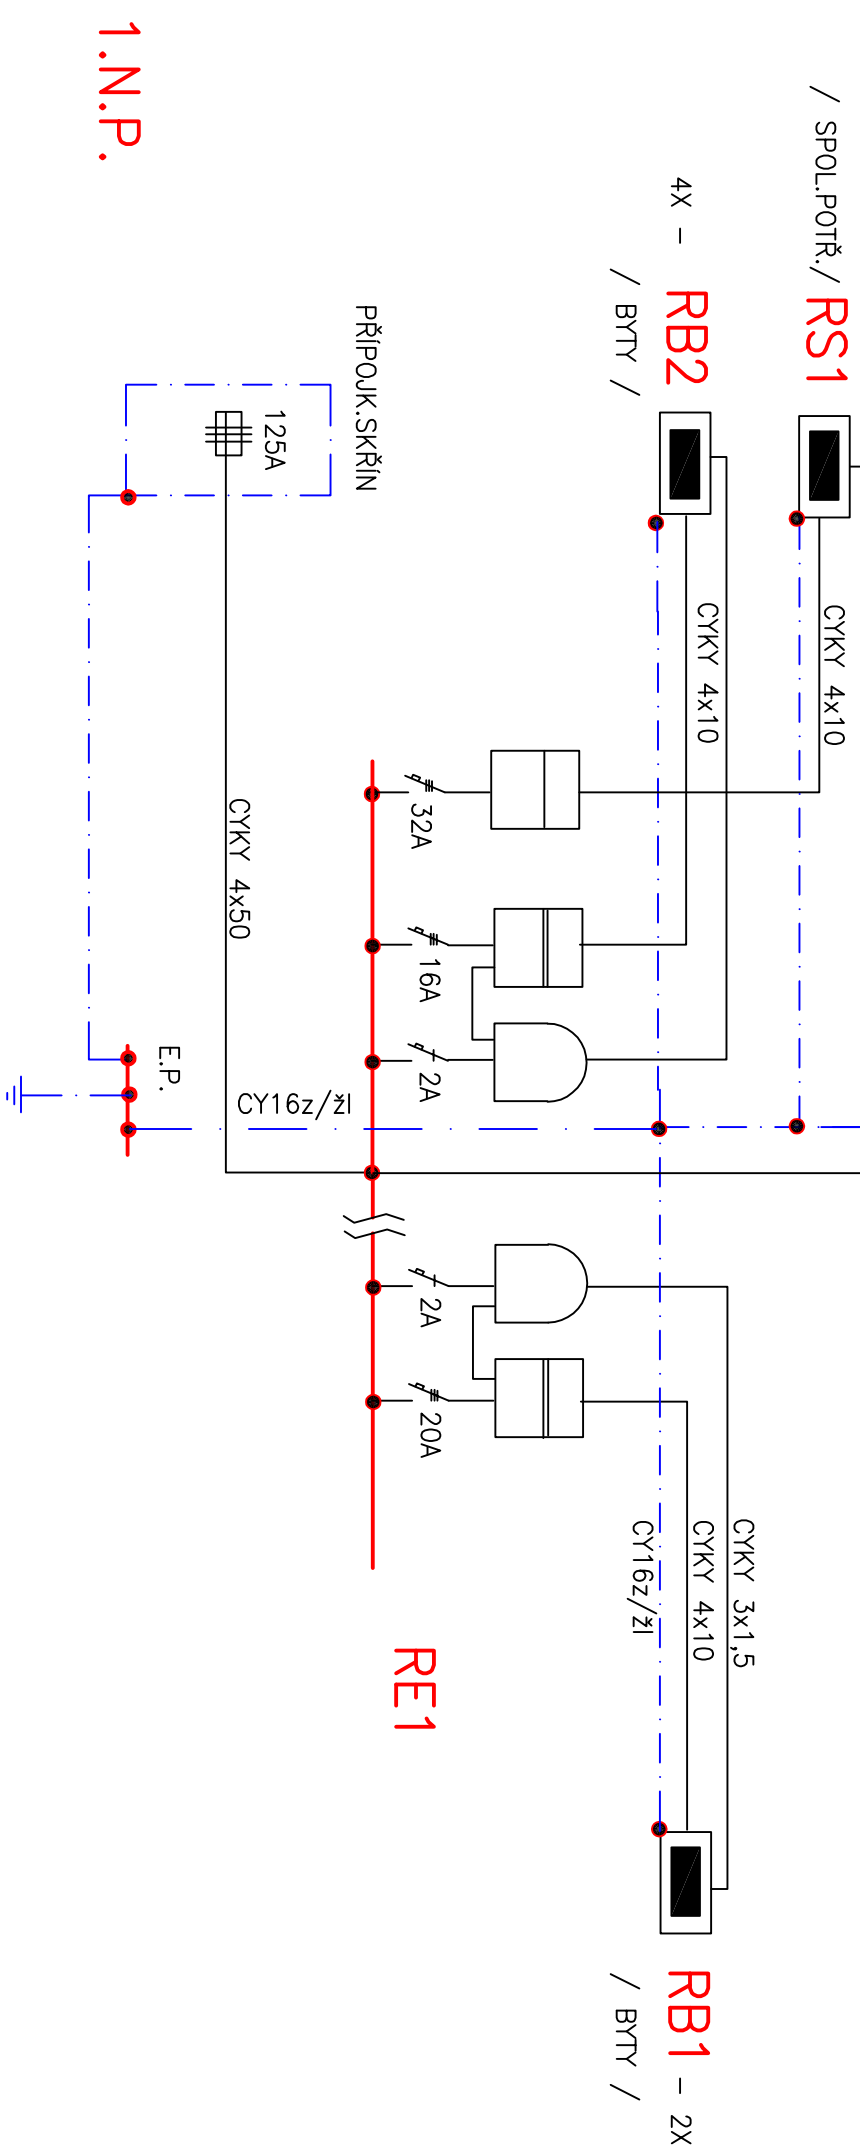 / SPOL.POTŘ./ RS1
4X - RB2
/ BYTY /
PŘÍPOJK.SKŘÍN
125A
1.N.P.
CYKY 4x10
CYKY 4x10
32A
16A
2A
CYKY 4x50
E.P.
CY16z/žl
2A
20A
CYKY 3x1,5
CYKY 4x10
CY16z/žl
RE1
RB1 - 2X
/ BYTY /